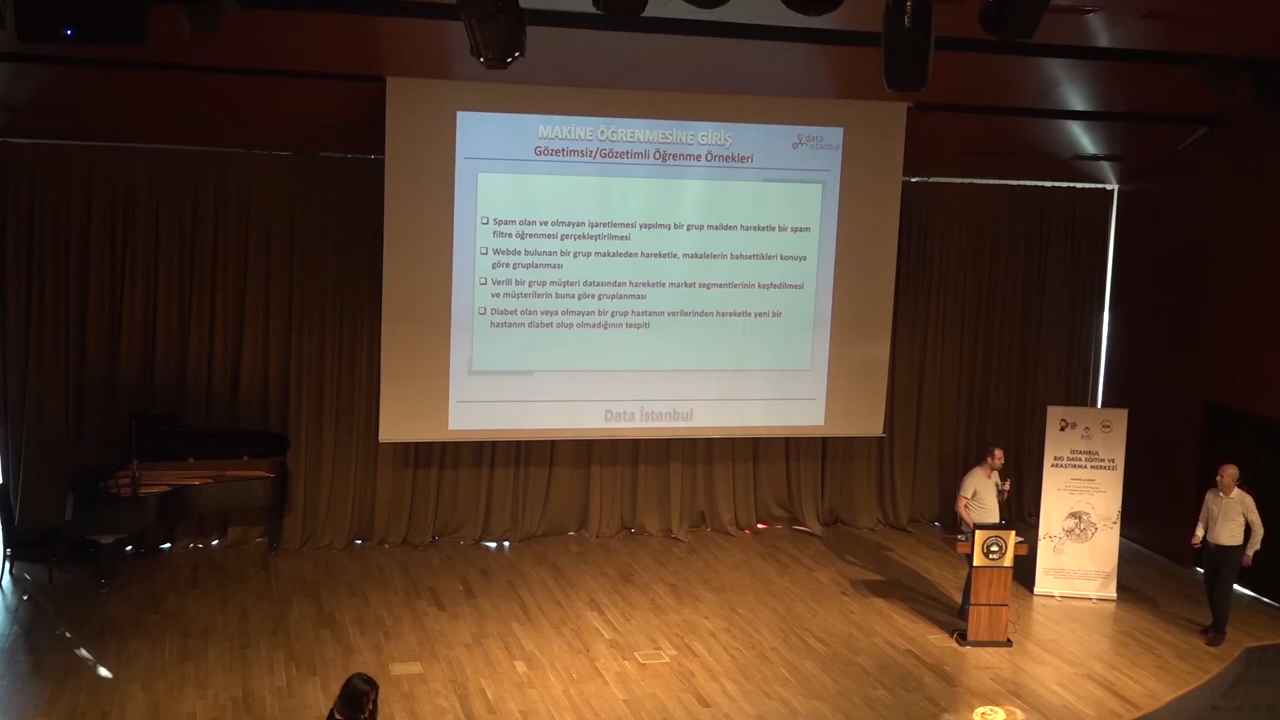 MAKİNE ÖĞRENMESİNE GİRİŞ
data
istanbul
Gözetimsiz/Gözetimli Öğrenme Örnekleri
Spam olan ve olmayan işaretlemesi yapılmış bir grup mailden hareketle bir spam
filtre öğrenmesi gerçekleştirilmesi
Webde bulunan bir grup makaleden hareketle, makalelerin bahsettikleri konuya
göre gruplanması
Verili bir grup müşteri datasından hareketle market segmentlerinin keşfedilmesi
ve müşterilerin buna göre gruplanması
Diabet olan veya olmayan bir grup hastanın verilerinden hareketle yeni bir
hastanın diabet olup olmadığının tespiti
Data İstanbul
BAU
İSTANBUL
BIG DATA EĞİTİM VE
ARAŞTIRMA MERKEZİ
BAU